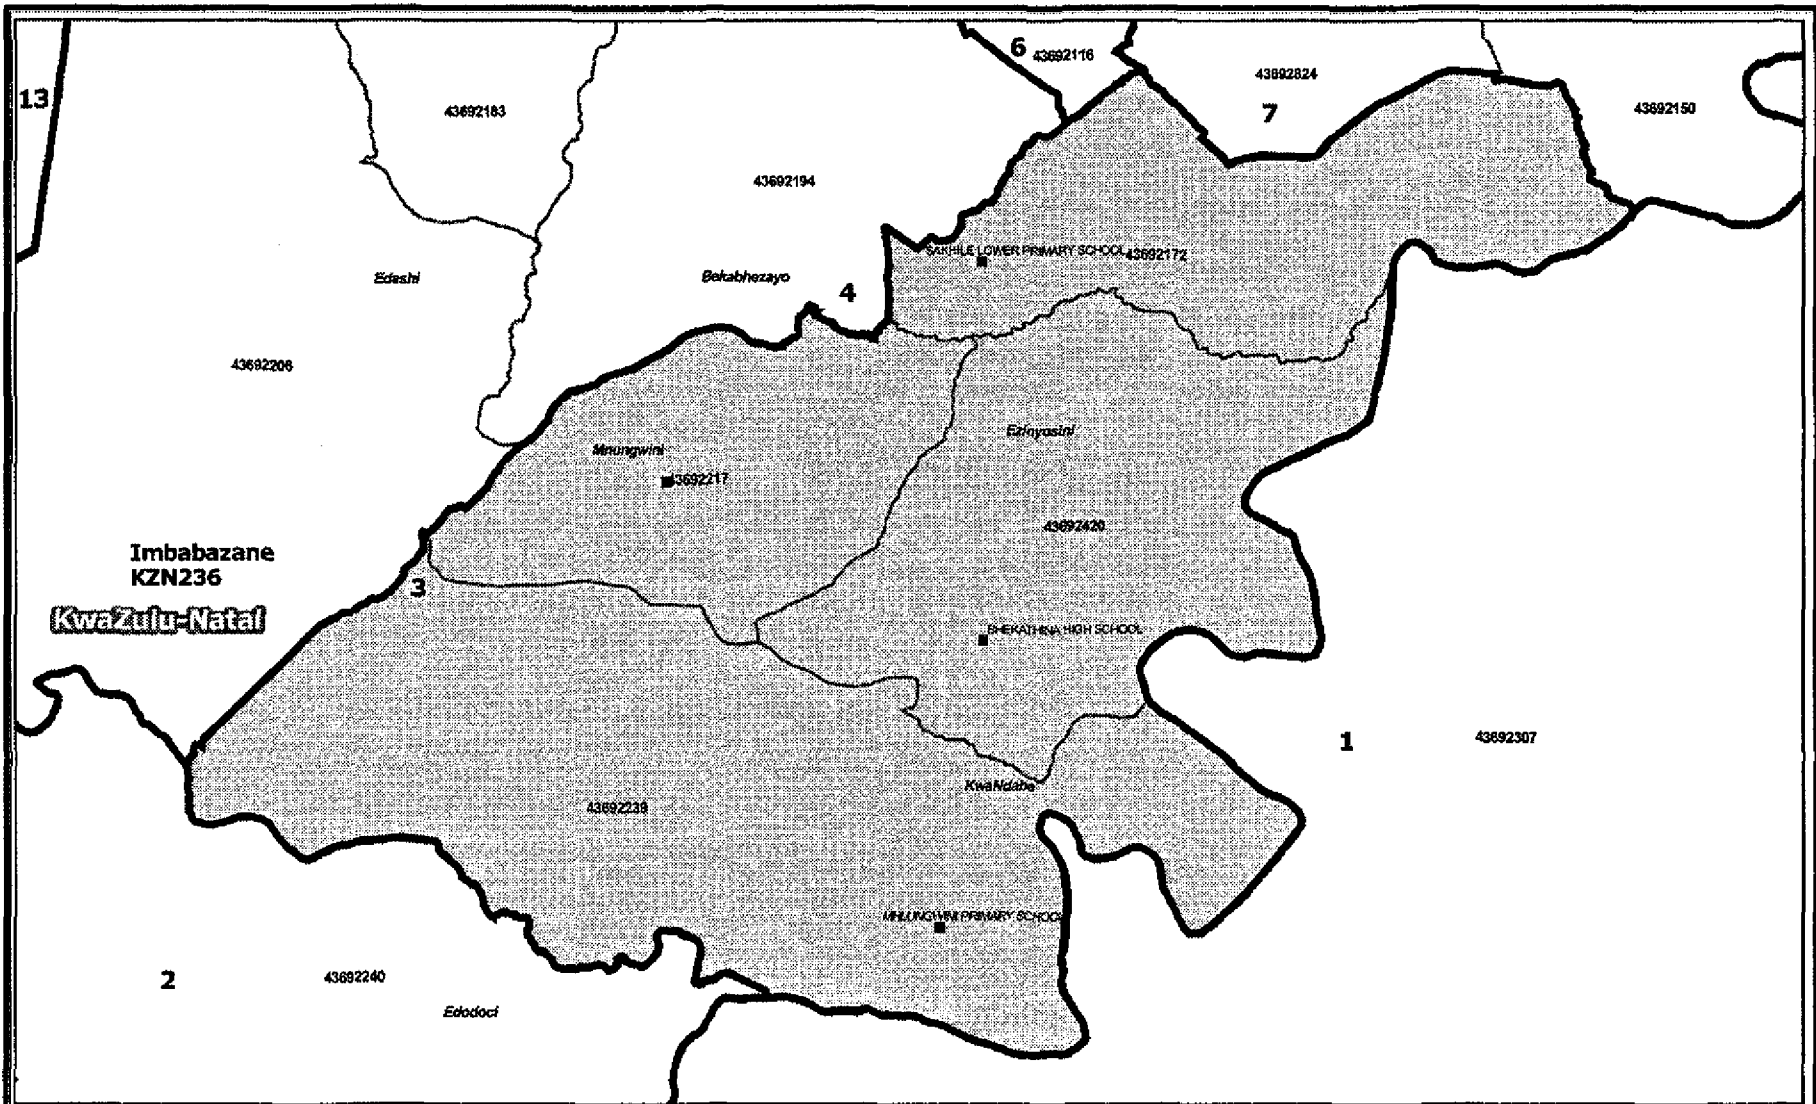 6
43692116
43692824
13
43692183
7
43692150
43692194
SAKHILE LOWER PRIMARY SCHOOL
43692172
Edashi
Bekabhezayo
4
43692206
Mnungwini
Ezinyosini
43692217
43692420
Imbabazane
KZN236
3
KwaZulu-Natal
BHEKATHINA HIGH SCHOOL
1
43692307
KwaNdaba
43692239
MHLUNGWINI PRIMARY SCHOOL
2
43692240
Edodoci